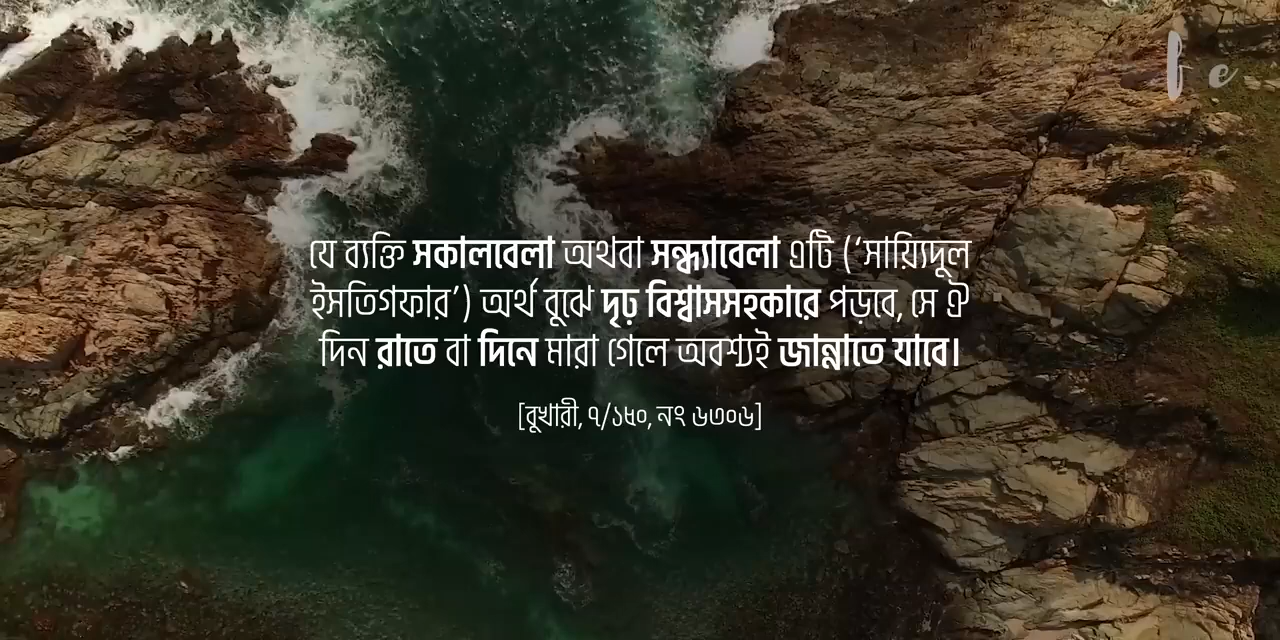 যে ব্যক্তি সকালবেলা অথবা সন্ধ্যাবেলা এটি (‘সায়্যিদুল
ইসতিগফার’) অর্থ বুঝে দৃঢ় বিশ্বাসসহকারে পড়বে, সে ঐ
দিন রাতে বা দিনে মারা গেলে অবশ্যই জান্নাতে যাবে।
[বুখারী, ৭/১৫০, নং ৬৩০৬]